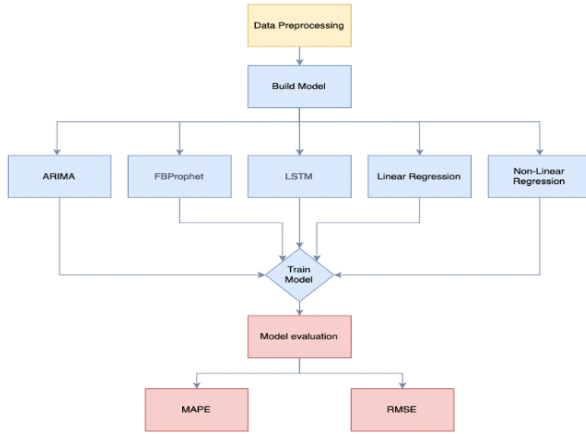 Data Preprocessing
Build Model
ARIMA
FBProphet
LSTM
Linear Regression
Non-Linear
Regression
Train
Model
Model evaluation
MAPE
RMSE